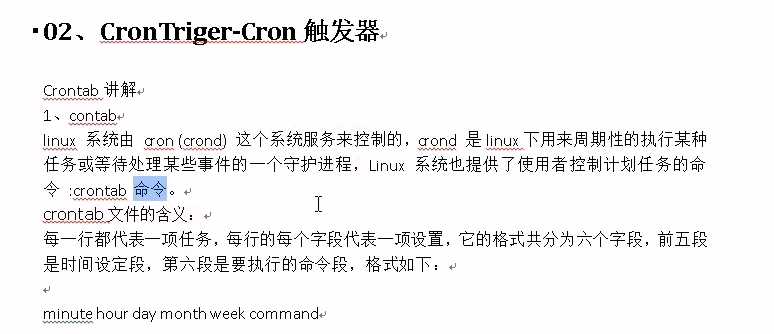 ▪02、CronTriger-Cron 触发器
Crontab 讲解
1、contab
linux 系统由 cron (crond) 这个系统服务来控制的，crond 是 linux 下用来周期性的执行某种
任务或等待处理某些事件的一个守护进程，Linux 系统也提供了使用者控制计划任务的命
令 :crontab 命令。
crontab 文件的含义：
每一行都代表一项任务，每行的每个字段代表一项设置，它的格式共分为六个字段，前五段
是时间设定段，第六段是要执行的命令段，格式如下：
minute hour day month week command